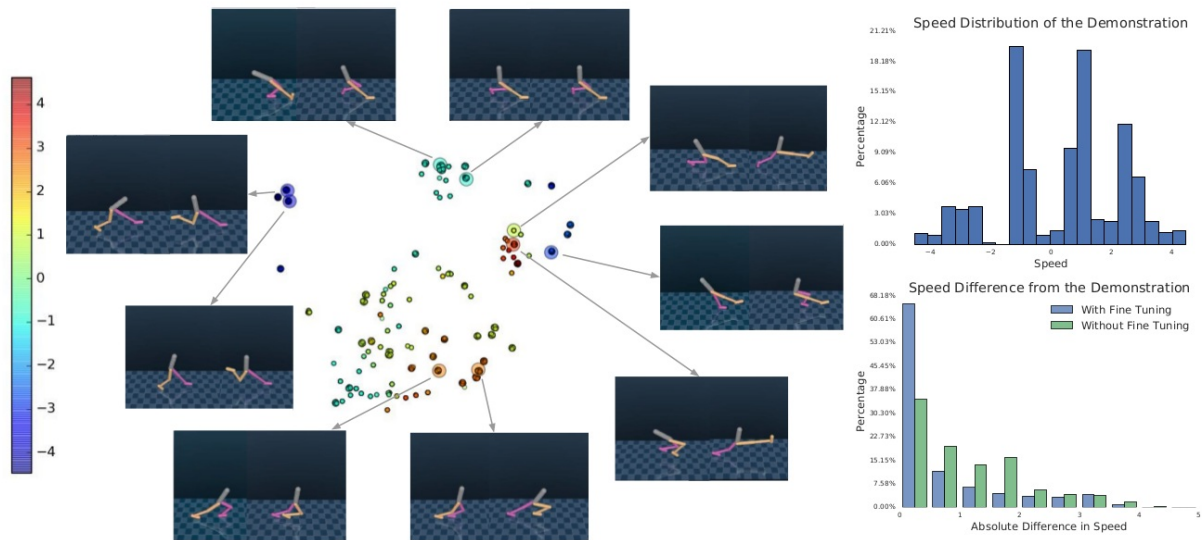 4
3
2
1
0
−1
−2
−3
−4
Speed Distribution of the Demonstration
21.21%
18.18%
15.15%
12.12%
9.09%
6.06%
3.03%
0.00%
Percentage
−4 −2 0 2 4
Speed
Speed Difference from the Demonstration
68.18%
60.61%
53.03%
45.45%
37.88%
30.30%
22.73%
15.15%
7.58%
0.00%
Percentage
With Fine Tuning
Without Fine Tuning
0 1 2 3 4 5
Absolute Difference in Speed